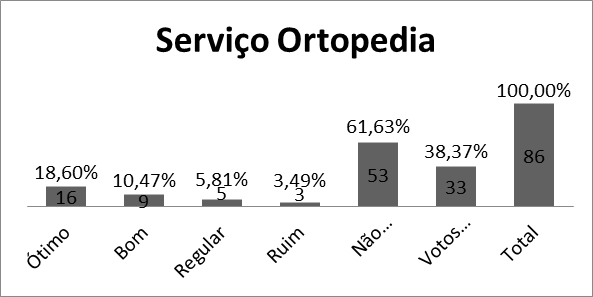 Serviço Ortopedia
100,00%
61,63%
38,37%
18,60%
10,47%
5,81%
3,49%
16
9
5
3
53
33
86
Ótimo
Bom
Regular
Ruim
Não...
Votos...
Total